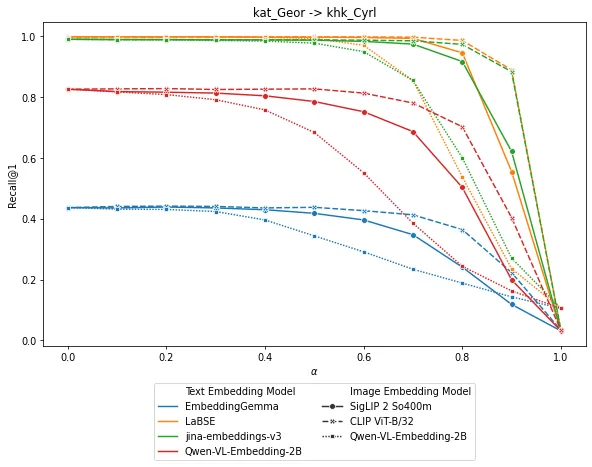 kat_Geor -> khk_Cyrl
Recall@1
1.0
0.8
0.6
0.4
0.2
0.0
0.0 0.2 0.4 0.6 0.8 1.0
α
Text Embedding Model
EmbeddingGemma
LaBSE
jina-embeddings-v3
Qwen-VL-Embedding-2B
Image Embedding Model
SigLIP 2 So400m
CLIP ViT-B/32
Qwen-VL-Embedding-2B